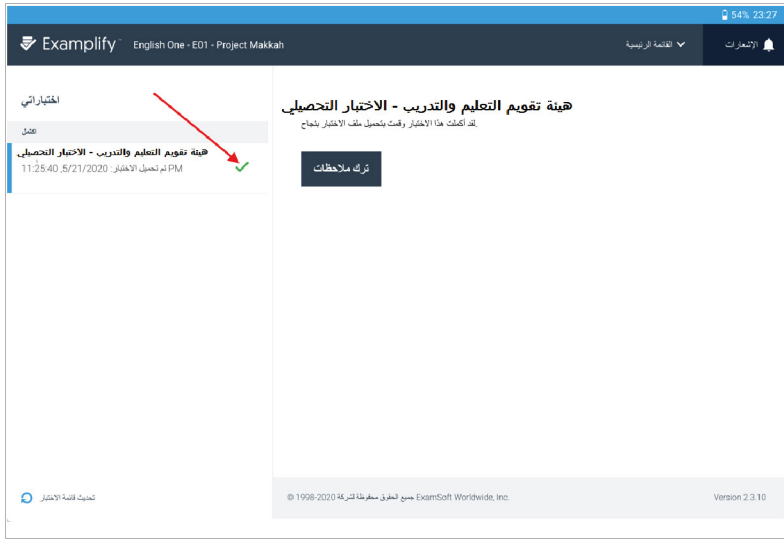 54% 23:27
Examplify™ English One - E01 - Project Makkah
القائمة الرئيسية
الإشعارات
اختباراتي
اكتمل
هيئة تقويم التعليم والتدريب - الاختبار التحصيلي
تم تحميل الاختبار: 5/21/2020, 11:25:40 PM
هيئة تقويم التعليم والتدريب - الاختبار التحصيلي
لقد أكملت هذا الاختبار وقمت بتحميل ملف الاختبار بنجاح.
ترك ملاحظات
تحديث قائمة الاختبار
© 1998-2020 جميع الحقوق محفوظة لشركة ExamSoft Worldwide, Inc.
Version 2.3.10